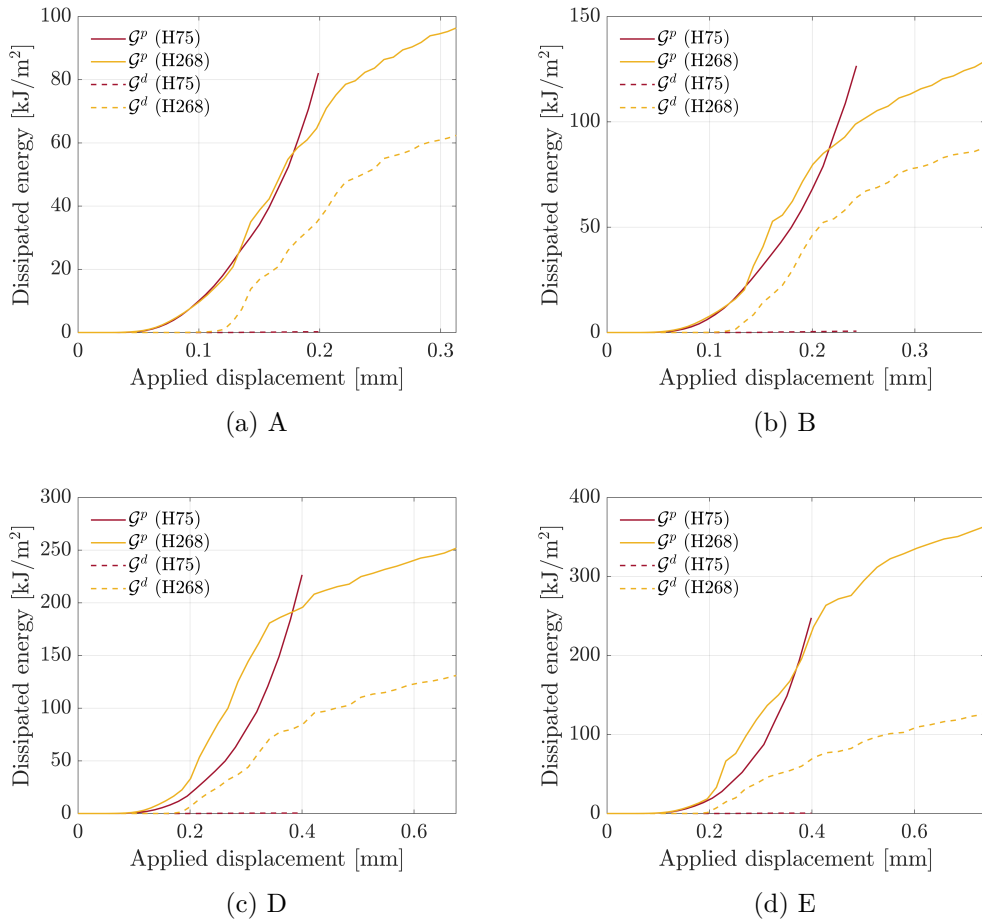 100
80
60
40
20
0
Dissipated energy [kJ/m²]
𝒢ᵖ (H75)
𝒢ᵖ (H268)
𝒢ᵈ (H75)
𝒢ᵈ (H268)
0 0.1 0.2 0.3
Applied displacement [mm]
(a) A
150
100
50
0
Dissipated energy [kJ/m²]
𝒢ᵖ (H75)
𝒢ᵖ (H268)
𝒢ᵈ (H75)
𝒢ᵈ (H268)
0 0.1 0.2 0.3
Applied displacement [mm]
(b) B
300
250
200
150
100
50
0
Dissipated energy [kJ/m²]
𝒢ᵖ (H75)
𝒢ᵖ (H268)
𝒢ᵈ (H75)
𝒢ᵈ (H268)
0 0.2 0.4 0.6
Applied displacement [mm]
(c) D
400
300
200
100
0
Dissipated energy [kJ/m²]
𝒢ᵖ (H75)
𝒢ᵖ (H268)
𝒢ᵈ (H75)
𝒢ᵈ (H268)
0 0.2 0.4 0.6
Applied displacement [mm]
(d) E